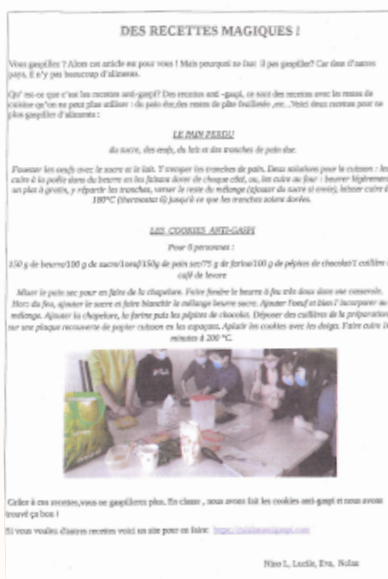 DES RECETTES MAGIQUES !
Vous gaspillez ? Alors cet article est pour vous ! Mais pourquoi ne faut il pas gaspiller? Car dans d'autres
pays, il n'y pas beaucoup d'aliments.
Qu' est-ce que c'est les recettes anti-gaspi? Des recettes anti -gaspi, ce sont des recettes avec les restes de
cuisine qu'on ne peut plus utiliser : du pain dur,des restes de pâte feuilletée ,etc...Voici deux recettes pour ne
plus gaspiller d'aliments :
LE PAIN PERDU
du sucre, des œufs, du lait et des tranches de pain dur.
Fouetter les oeufs avec le sucre et le lait. Y tremper les tranches de pain. Deux solutions pour la cuisson : les
cuire à la poêle dans du beurre en les faisant dorer de chaque côté, ou, les cuire au four : beurrer légèrement
un plat à gratin, y répartir les tranches, verser le reste du mélange (ajouter du sucre si envie), laisser cuire à
180°C (thermostat 6) jusqu'à ce que les tranches soient dorées.
LES COOKIES ANTI-GASPI
Pour 6 personnes :
150 g de beurre/100 g de sucre/1oeuf/150g de pain sec/75 g de farine/100 g de pépites de chocolat/1 cuillère à
café de levure
Mixer le pain sec pour en faire de la chapelure. Faire fondre le beurre à feu très doux dans une casserole.
Hors du feu, ajouter le sucre et faire blanchir le mélange beurre sucre. Ajouter l'oeuf et bien l' incorporer au
mélange. Ajouter la chapelure, la farine puis les pépites de chocolat. Déposer des cuillères de la préparation
sur une plaque recouverte de papier cuisson en les espaçant. Aplatir les cookies avec les doigts. Faire cuire
minutes à 200 °C.
Grâce à ces recettes,vous ne gaspillerez plus. En classe , nous avons fait les cookies anti-gaspi et nous avons
trouvé ça bon !
Si vous voulez d'autres recettes voici un site pour en faire:
Nino L, Lucile, Eva, Nolan